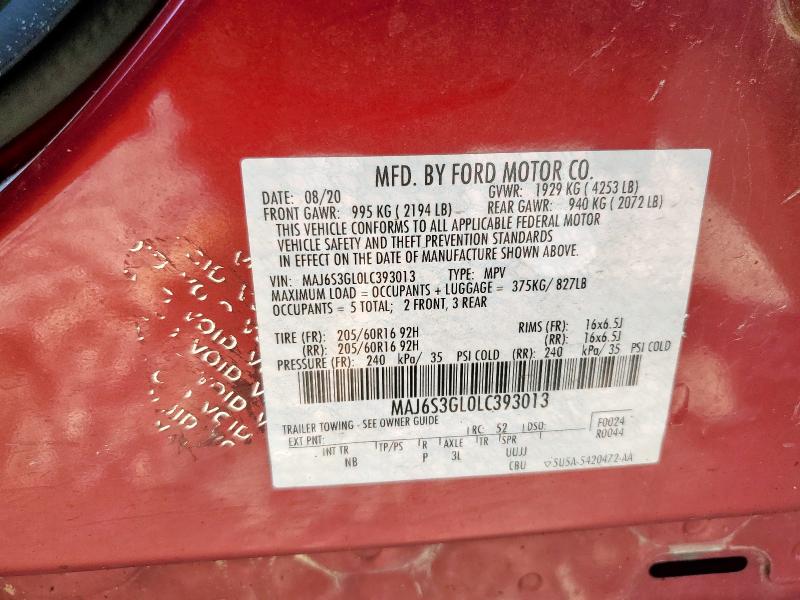 MFD. BY FORD MOTOR CO.
DATE: 08/20 GVWR: 1929 KG ( 4253 LB)
FRONT GAWR: 995 KG ( 2194 LB) REAR GAWR: 940 KG ( 2072 LB)
THIS VEHICLE CONFORMS TO ALL APPLICABLE FEDERAL MOTOR
VEHICLE SAFETY AND THEFT PREVENTION STANDARDS
IN EFFECT ON THE DATE OF MANUFACTURE SHOWN ABOVE.
VIN: MAJ6S3GL0LC393013 TYPE: MPV
MAXIMUM LOAD = OCCUPANTS + LUGGAGE = 375KG/ 827LB
OCCUPANTS = 5 TOTAL; 2 FRONT, 3 REAR
TIRE (FR): 205/60R16 92H RIMS (FR): 16x6.5J
(RR): 205/60R16 92H (RR): 16x6.5J
PRESSURE (FR): 240 kPa/ 35 PSI COLD (RR): 240 kPa/ 35 PSI COLD
MAJ6S3GL0LC393013
TRAILER TOWING - SEE OWNER GUIDE RC: 52 DSO: F0024
EXT PNT: R0044
INT TR TP/PS R AXLE TR SPR UUJJ
NB P 3L CBU SU5A-5420472-AA
VOID
VOID V
VOID